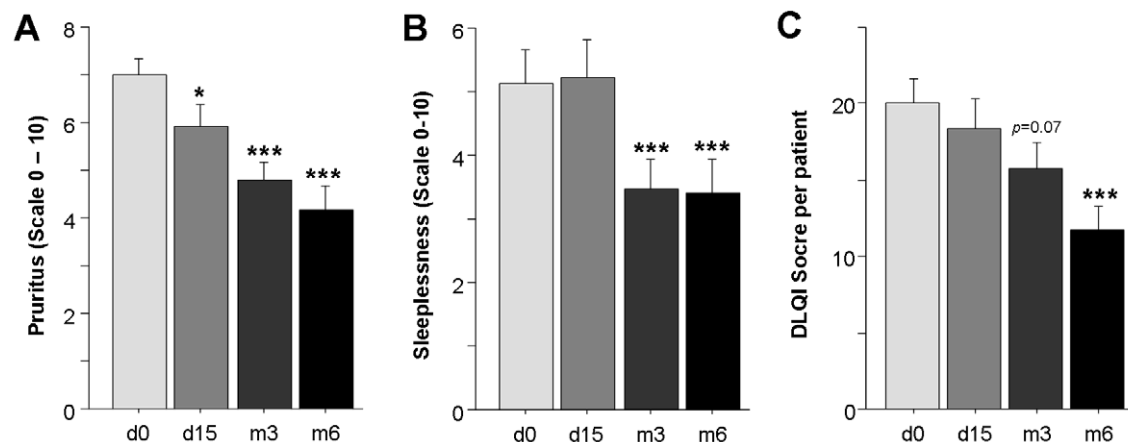 A
Pruritus (Scale 0 – 10)
8
6
4
2
0
*
***
***
d0 d15 m3 m6
B
Sleeplessness (Scale 0-10)
6
4
2
0
***
***
d0 d15 m3 m6
C
DLQI Socre per patient
20
10
0
p=0.07
***
d0 d15 m3 m6